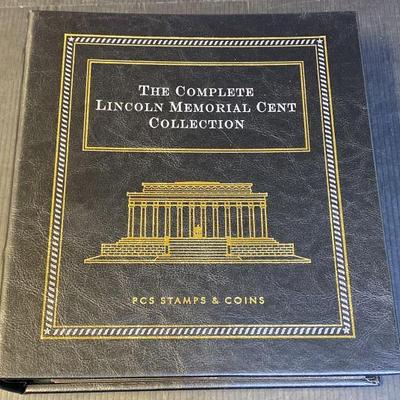 THE COMPLETE
LINCOLN MEMORIAL CENT
COLLECTION
PCS STAMPS & COINS